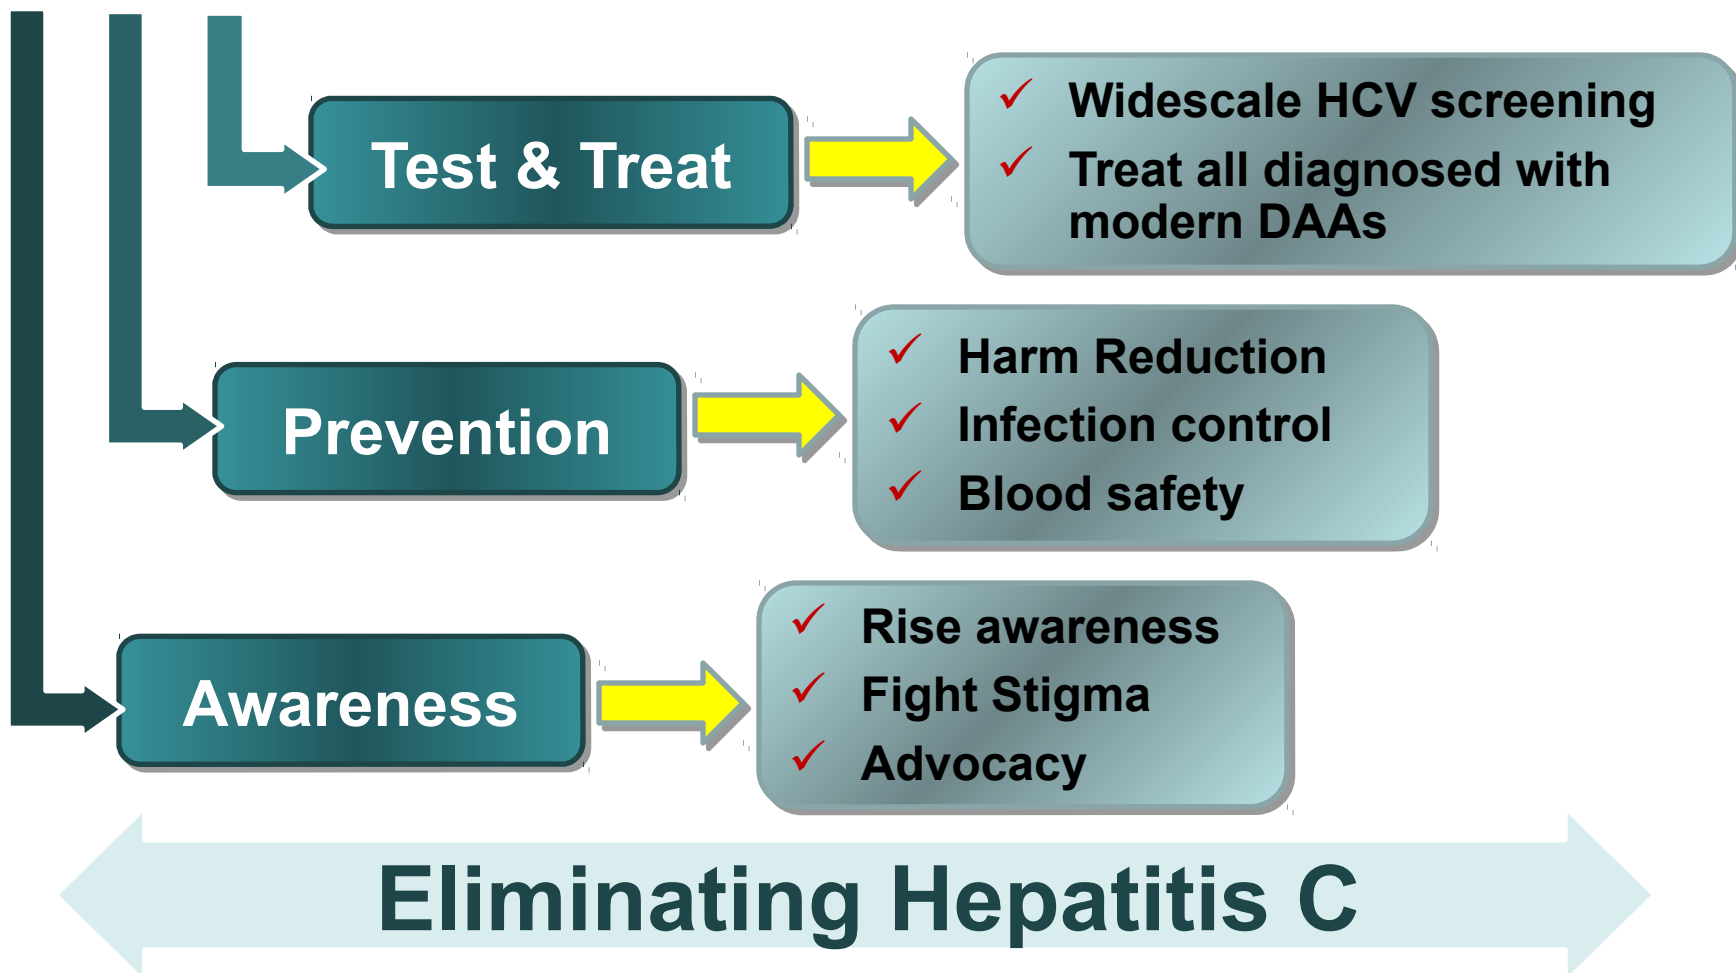 Test & Treat
Widescale HCV screening
Treat all diagnosed with
modern DAAs
Prevention
Harm Reduction
Infection control
Blood safety
Awareness
Rise awareness
Fight Stigma
Advocacy
Eliminating Hepatitis C